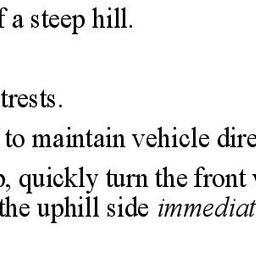 f a steep hill.
trests.
to maintain vehicle dire
, quickly turn the front
the uphill side immediat